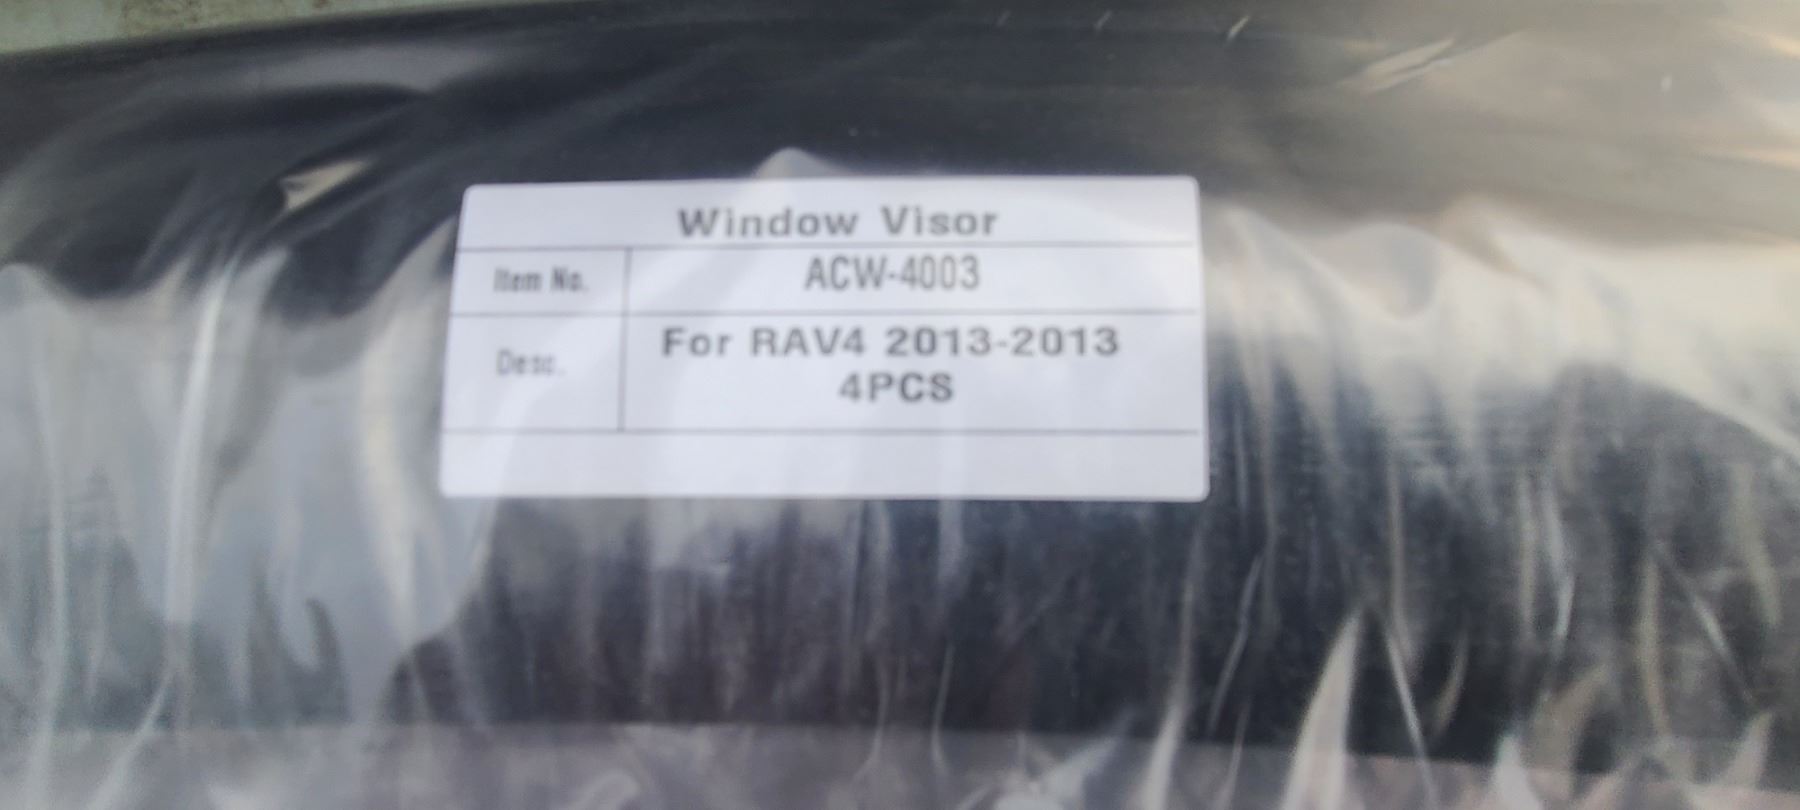 Window Visor
Item No. ACW-4003
Desc. For RAV4 2013-2013
4PCS